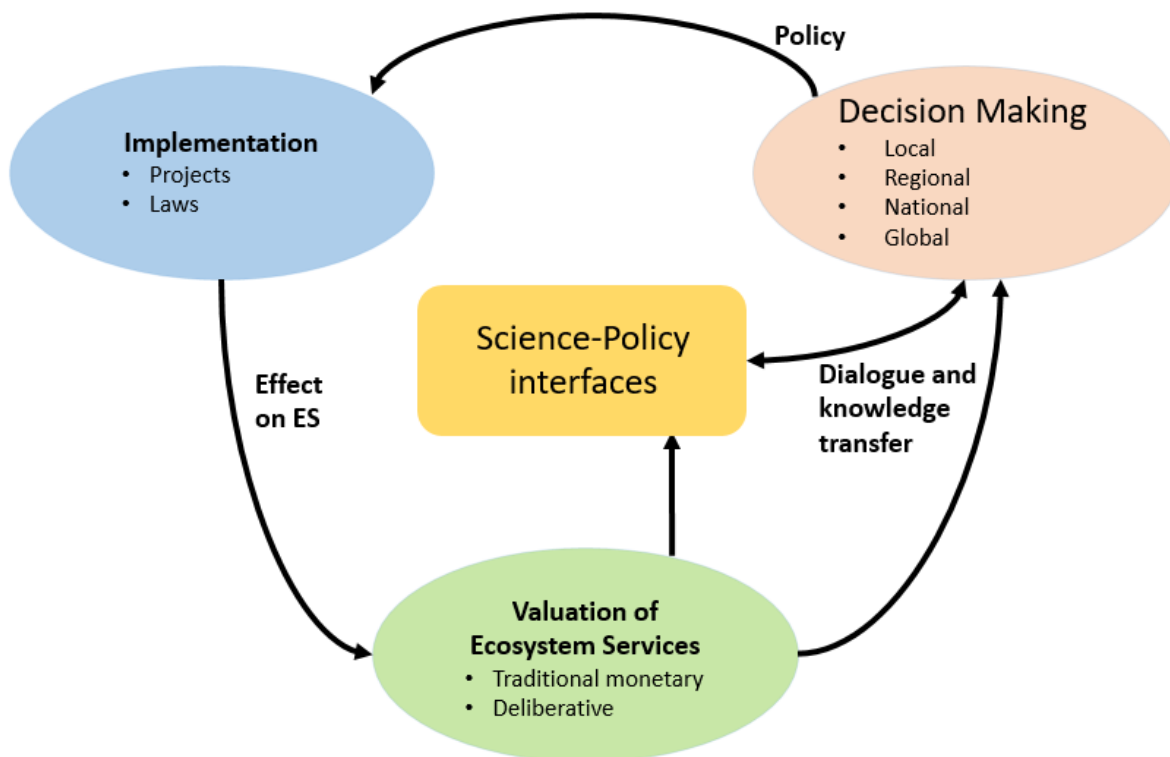 Policy
Decision Making
• Local
• Regional
• National
• Global
Implementation
• Projects
• Laws
Science-Policy
interfaces
Effect
on ES
Dialogue and
knowledge
transfer
Valuation of
Ecosystem Services
• Traditional monetary
• Deliberative